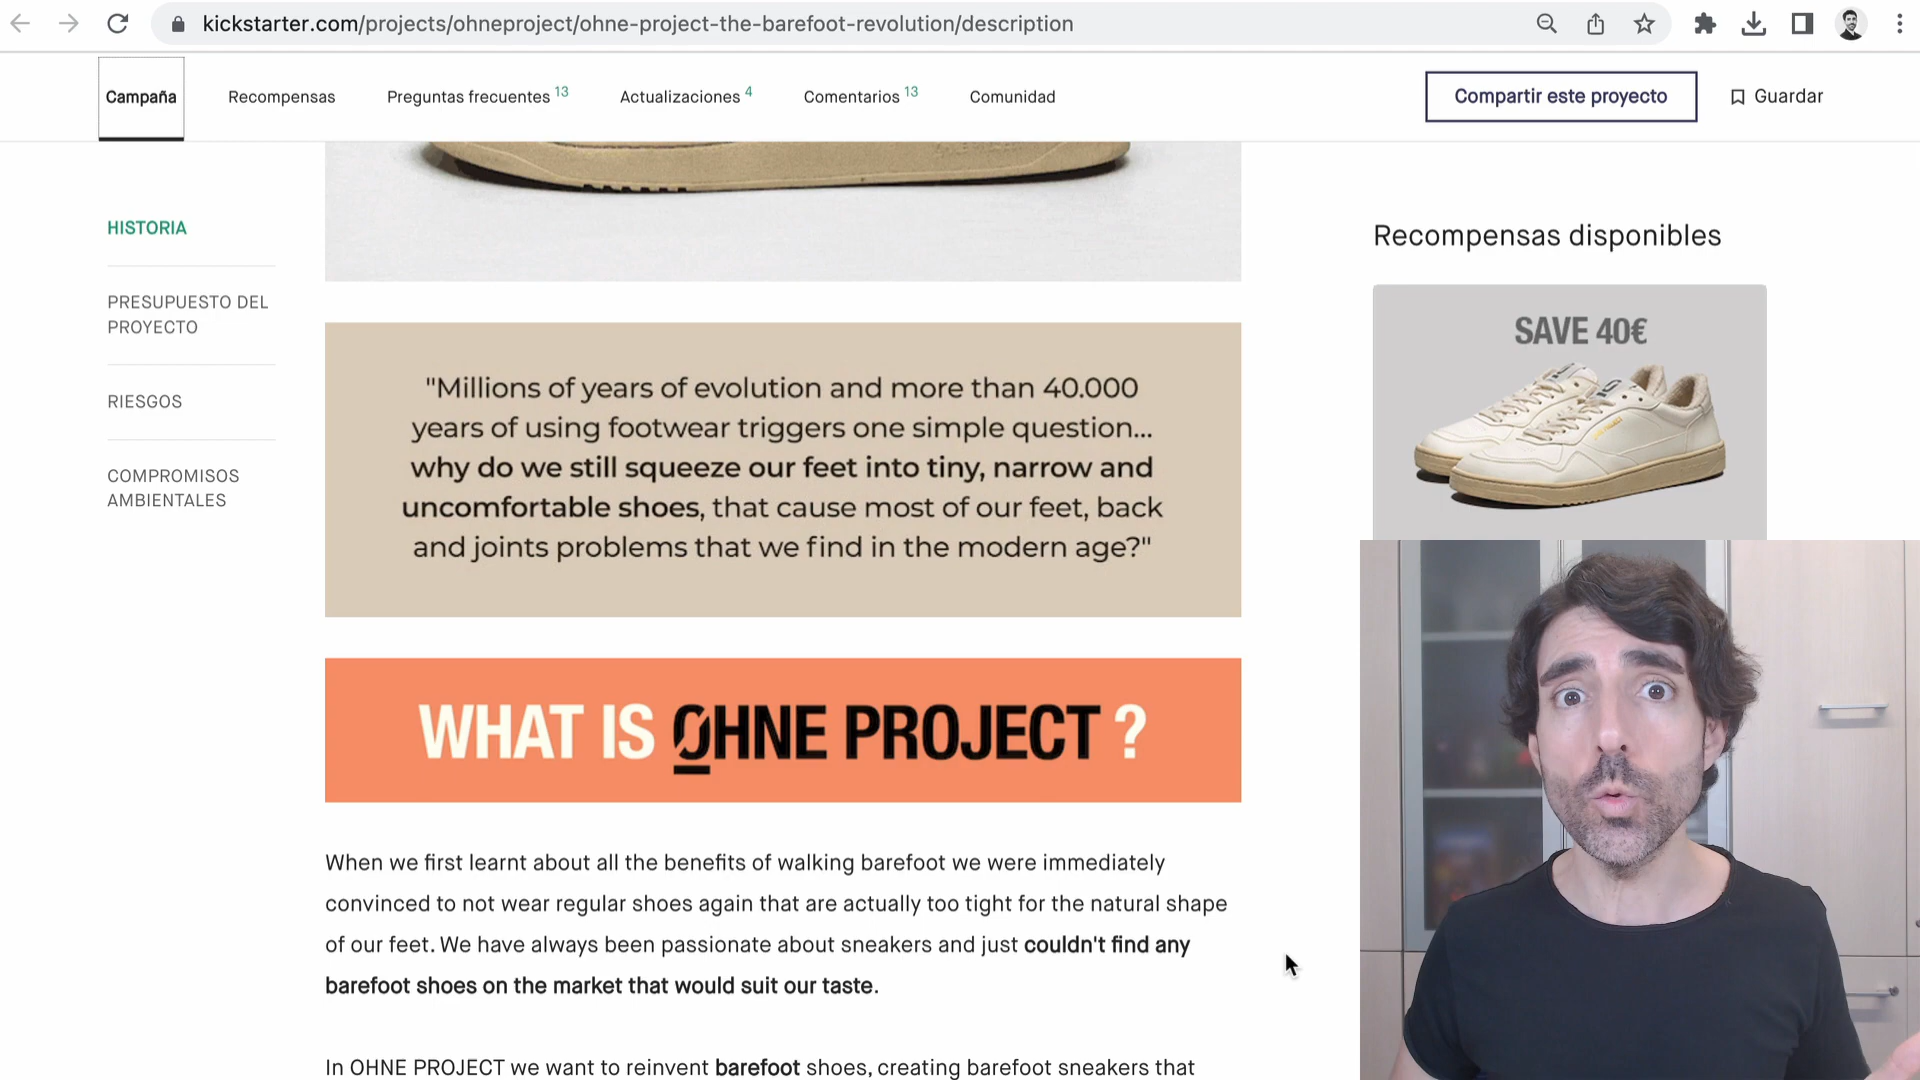 kickstarter.com/projects/ohneproject/ohne-project-the-barefoot-revolution/description
Campaña
Recompensas
Preguntas frecuentes 13
Actualizaciones 4
Comentarios 13
Comunidad
Compartir este proyecto
Guardar
HISTORIA
PRESUPUESTO DEL
PROYECTO
RIESGOS
COMPROMISOS
AMBIENTALES
"Millions of years of evolution and more than 40.000
years of using footwear triggers one simple question...
why do we still squeeze our feet into tiny, narrow and
uncomfortable shoes, that cause most of our feet, back
and joints problems that we find in the modern age?"
WHAT IS OHNE PROJECT ?
When we first learnt about all the benefits of walking barefoot we were immediately
convinced to not wear regular shoes again that are actually too tight for the natural shape
of our feet. We have always been passionate about sneakers and just couldn't find any
barefoot shoes on the market that would suit our taste.
In OHNE PROJECT we want to reinvent barefoot shoes, creating barefoot sneakers that
Recompensas disponibles
SAVE 40€